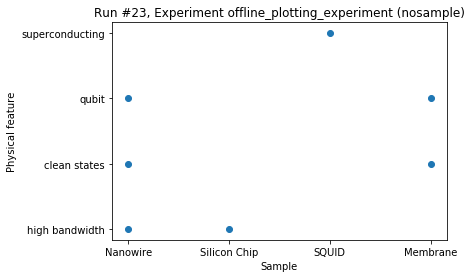 Run #23, Experiment offline_plotting_experiment (nosample)
superconducting
qubit
clean states
high bandwidth
Physical feature
Nanowire
Silicon Chip
SQUID
Membrane
Sample